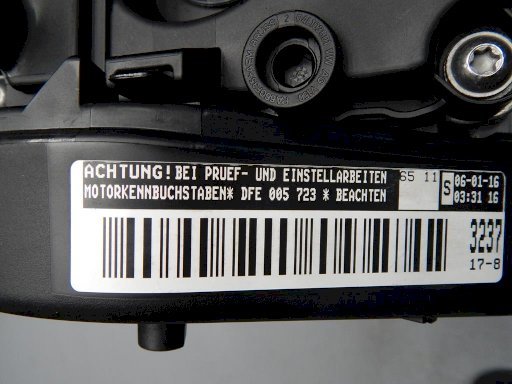 ACHTUNG! BEI PRUEF- UND EINSTELLARBEITEN
MOTORKENNBUCHSTABEN* DFE 005 723 * BEACHTEN
65 11
S
06-01-16
03:31 16
3237
17-8